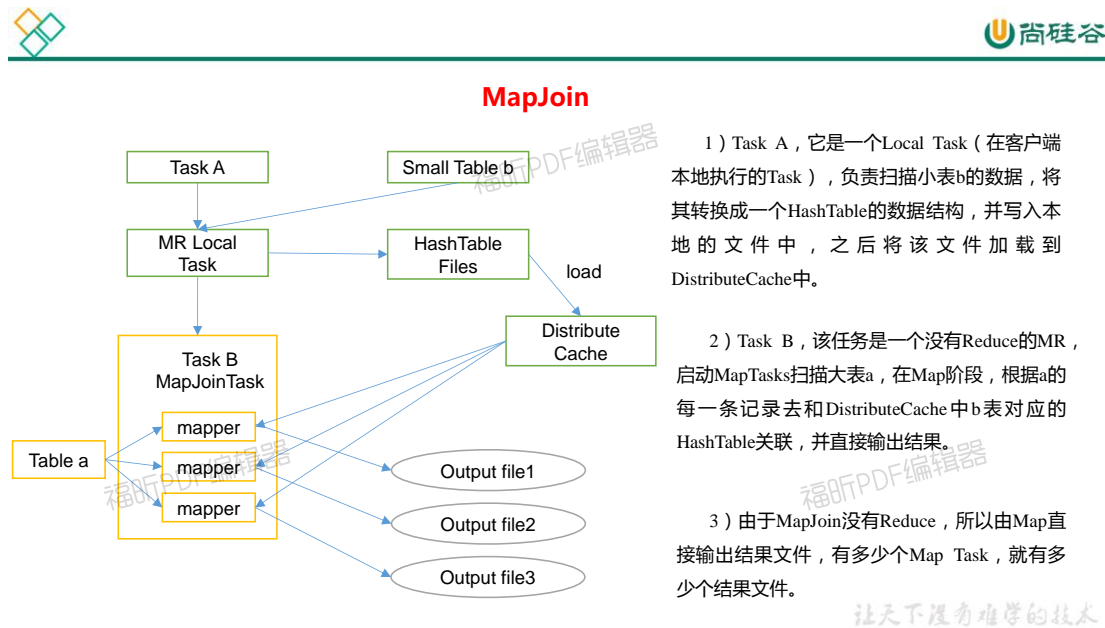 尚硅谷
MapJoin
Task A
Small Table b
MR Local
Task
HashTable
Files
load
Distribute
Cache
Task B
MapJoinTask
mapper
mapper
mapper
Table a
Output file1
Output file2
Output file3
1）Task A，它是一个Local Task（在客户端
本地执行的Task），负责扫描小表b的数据，将
其转换成一个HashTable的数据结构，并写入本
地的文件中，之后将该文件加载到
DistributeCache中。
2）Task B，该任务是一个没有Reduce的MR，
启动MapTasks扫描大表a，在Map阶段，根据a的
每一条记录去和DistributeCache中b表对应的
HashTable关联，并直接输出结果。
3）由于MapJoin没有Reduce，所以由Map直
接输出结果文件，有多少个Map Task，就有多
少个结果文件。
福昕PDF编辑器
福昕PDF编辑器
福昕PDF编辑器
让天下没有难学的技术